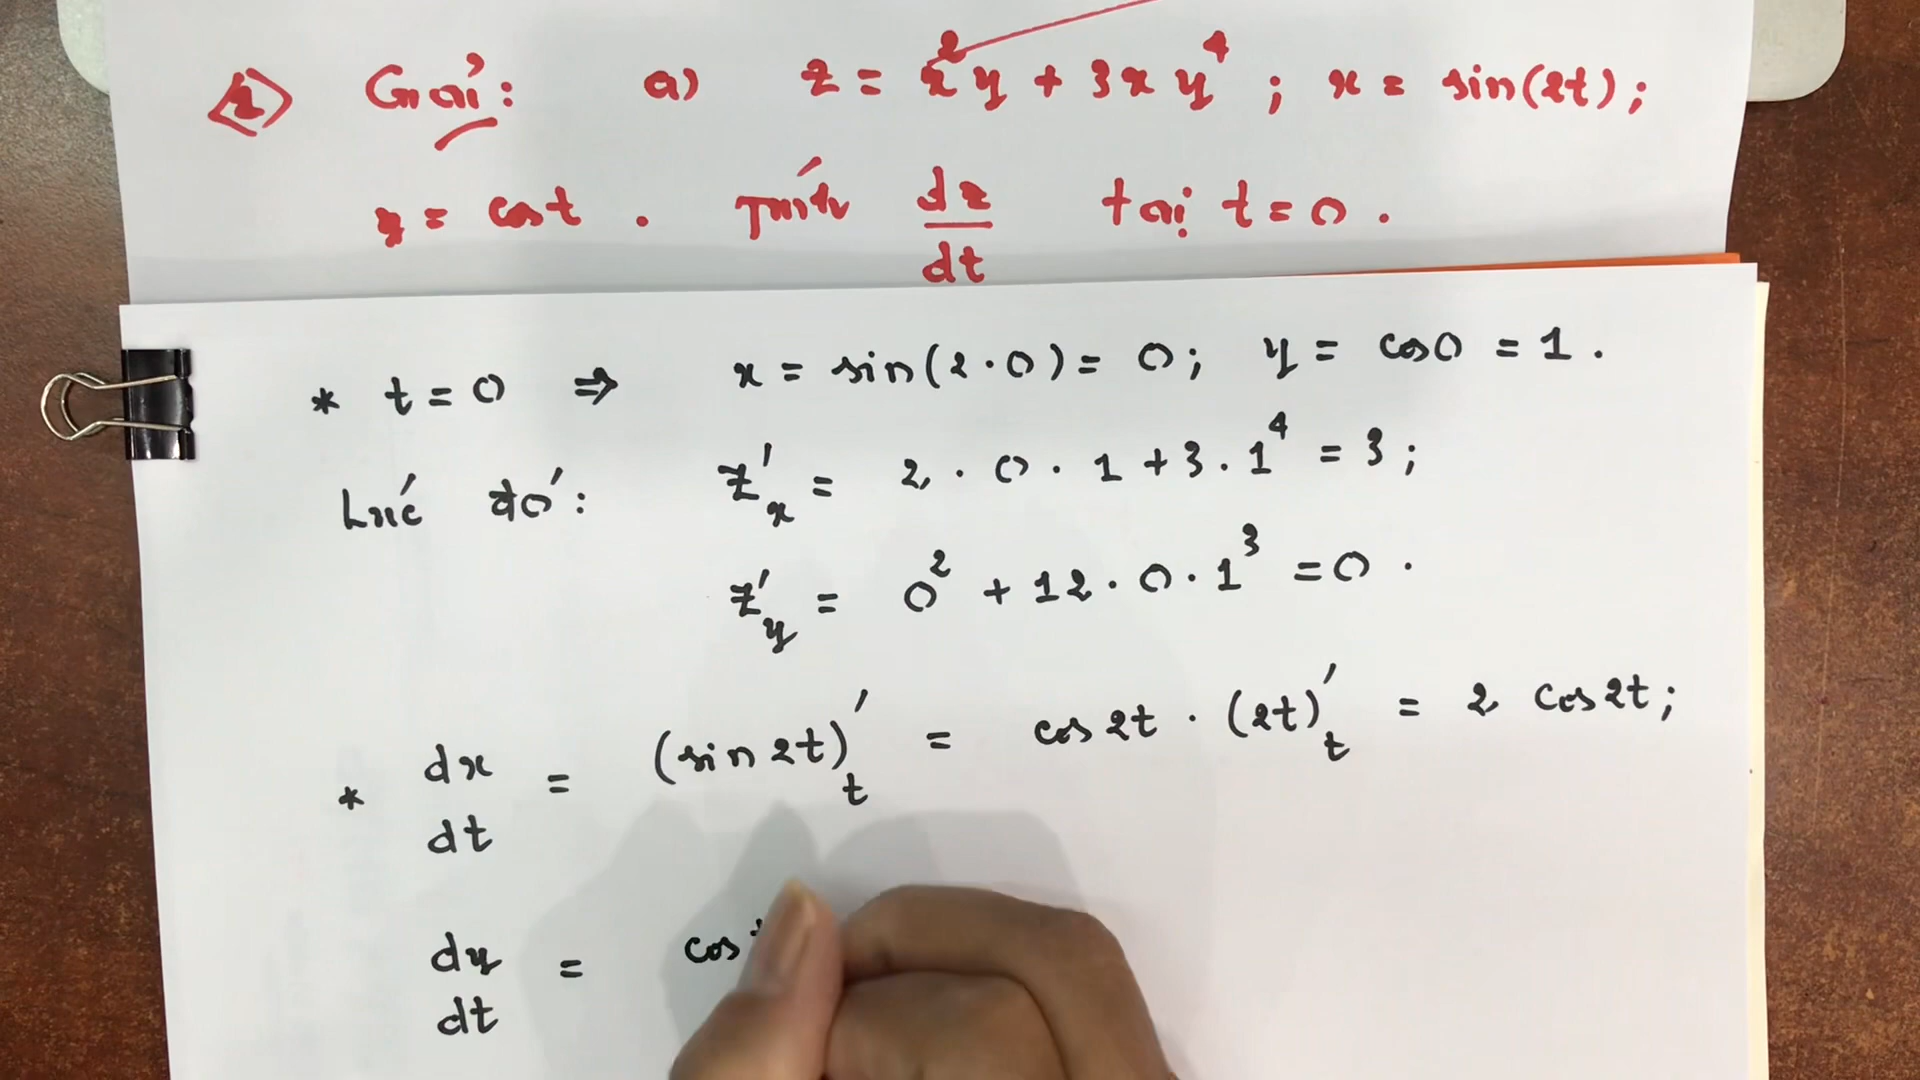 2 Giải: a) z = x²y + 3xy⁴ ; x = sin(2t) ;
y = cost . Tính dz/dt tại t = 0 .
* t = 0 ⇒ x = sin(2·0) = 0 ; y = cos0 = 1 .
Lúc đó: z'ₓ = 2 · 0 · 1 + 3 · 1⁴ = 3 ;
z'_y = 0² + 12 · 0 · 1³ = 0 .
* dx/dt = (sin2t)'ₜ = cos2t · (2t)'ₜ = 2 cos2t ;
dy/dt = cos